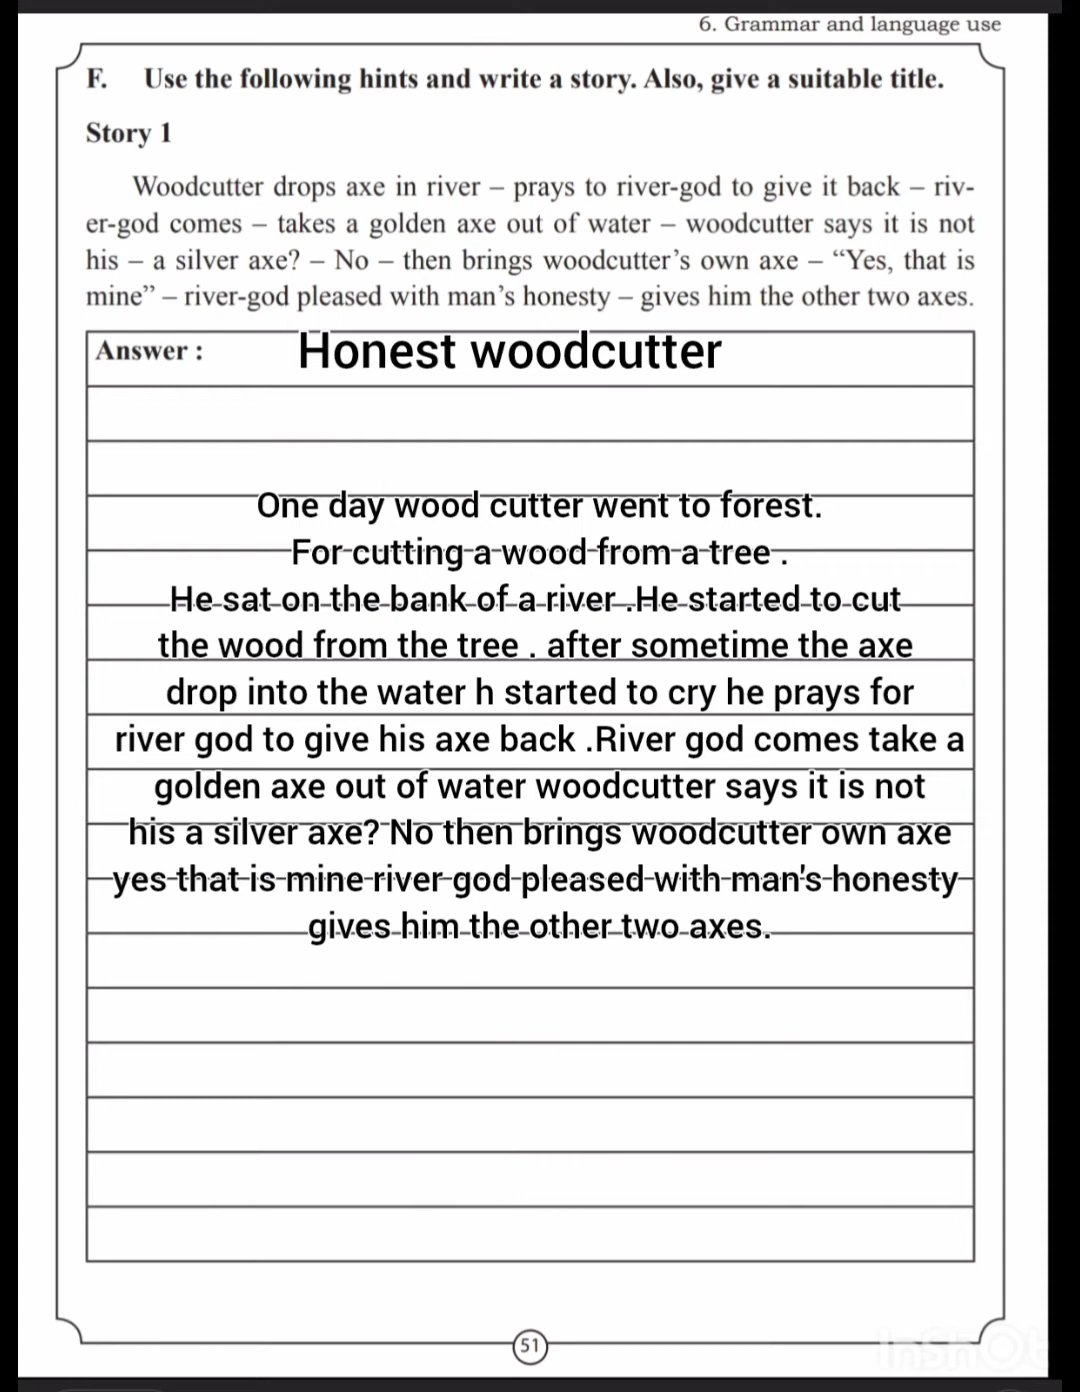 6. Grammar and language use
F. Use the following hints and write a story. Also, give a suitable title.
Story 1
Woodcutter drops axe in river – prays to river-god to give it back – riv-
er-god comes – takes a golden axe out of water – woodcutter says it is not
his – a silver axe? – No – then brings woodcutter's own axe – “Yes, that is
mine” – river-god pleased with man's honesty – gives him the other two axes.
Answer : Honest woodcutter
One day wood cutter went to forest.
For cutting a wood from a tree .
He sat on the bank of a river .He started to cut
the wood from the tree . after sometime the axe
drop into the water h started to cry he prays for
river god to give his axe back .River god comes take a
golden axe out of water woodcutter says it is not
his a silver axe? No then brings woodcutter own axe
yes that is mine river god pleased with man's honesty
gives him the other two axes.
51
InShot